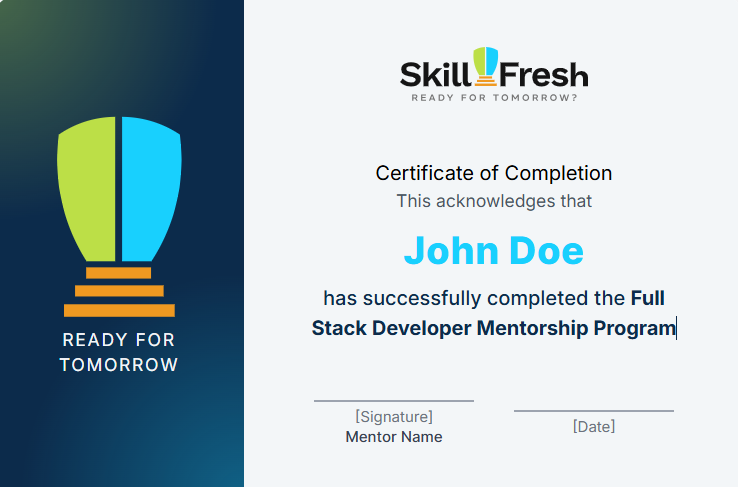 READY FOR
TOMORROW
Skill Fresh
READY FOR TOMORROW?
Certificate of Completion
This acknowledges that
John Doe
has successfully completed the Full
Stack Developer Mentorship Program
[Signature]
Mentor Name
[Date]